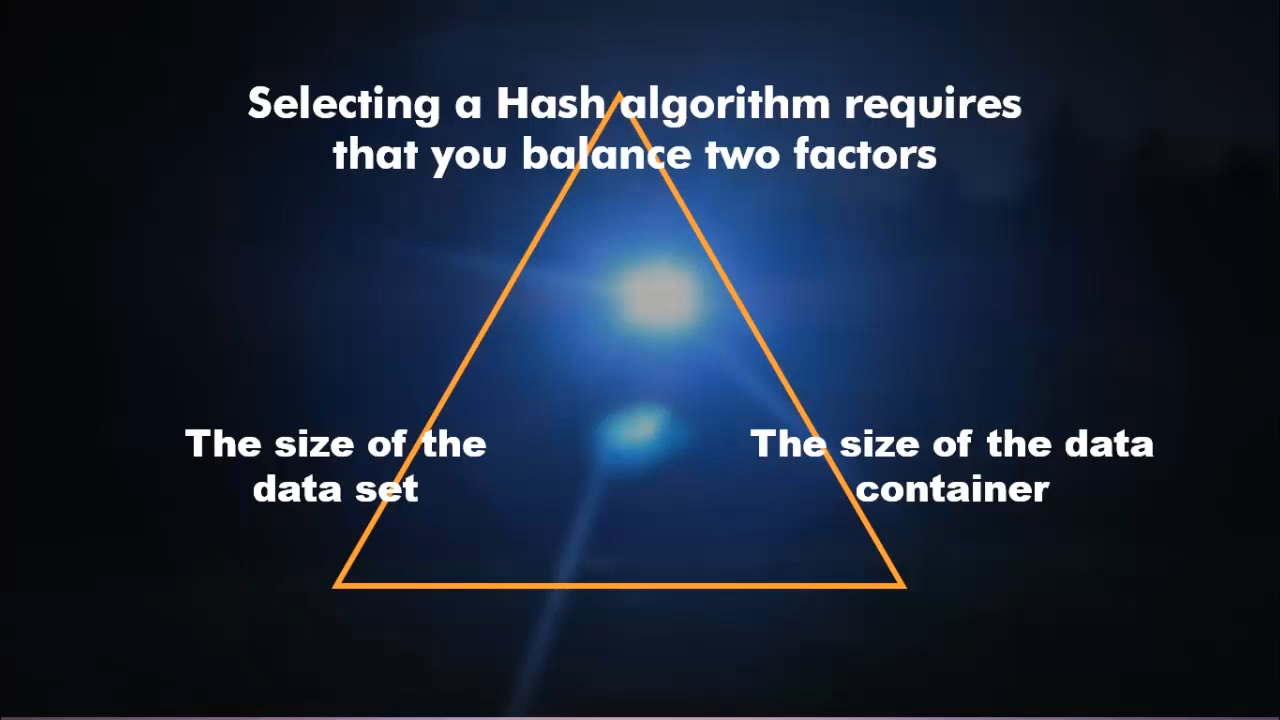 Selecting a Hash algorithm requires
that you balance two factors
The size of the
data set
The size of the data
container